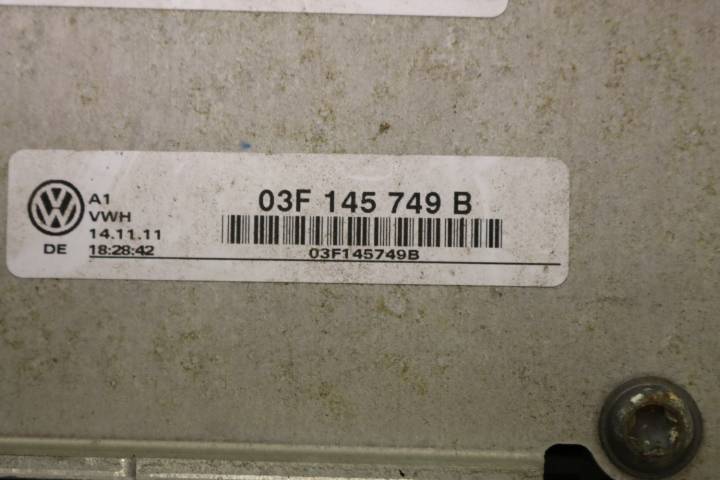 03F 145 749 B
A1
VWH
14.11.11
DE 18:28:42
03F145749B